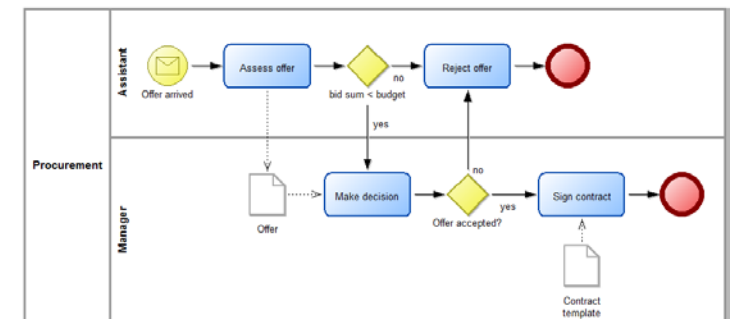 Procurement
Assistant
Offer arrived
Assess offer
bid sum < budget
no
yes
Reject offer
Manager
Offer
Make decision
Offer accepted?
no
yes
Sign contract
Contract
template